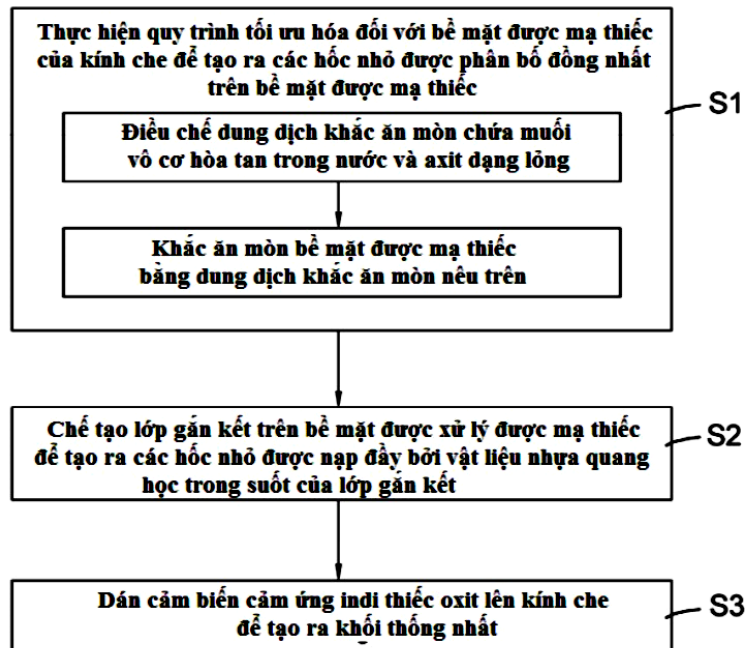 Thực hiện quy trình tối ưu hóa đối với bề mặt được mạ thiếc
của kính che để tạo ra các hốc nhỏ được phân bố đồng nhất
trên bề mặt được mạ thiếc
S1
Điều chế dung dịch khắc ăn mòn chứa muối
vô cơ hòa tan trong nước và axit dạng lỏng
Khắc ăn mòn bề mặt được mạ thiếc
bằng dung dịch khắc ăn mòn nêu trên
Chế tạo lớp gắn kết trên bề mặt được xử lý được mạ thiếc
để tạo ra các hốc nhỏ được nạp đầy bởi vật liệu nhựa quang
học trong suốt của lớp gắn kết
S2
Dán cảm biến cảm ứng indi thiếc oxit lên kính che
để tạo ra khối thống nhất
S3